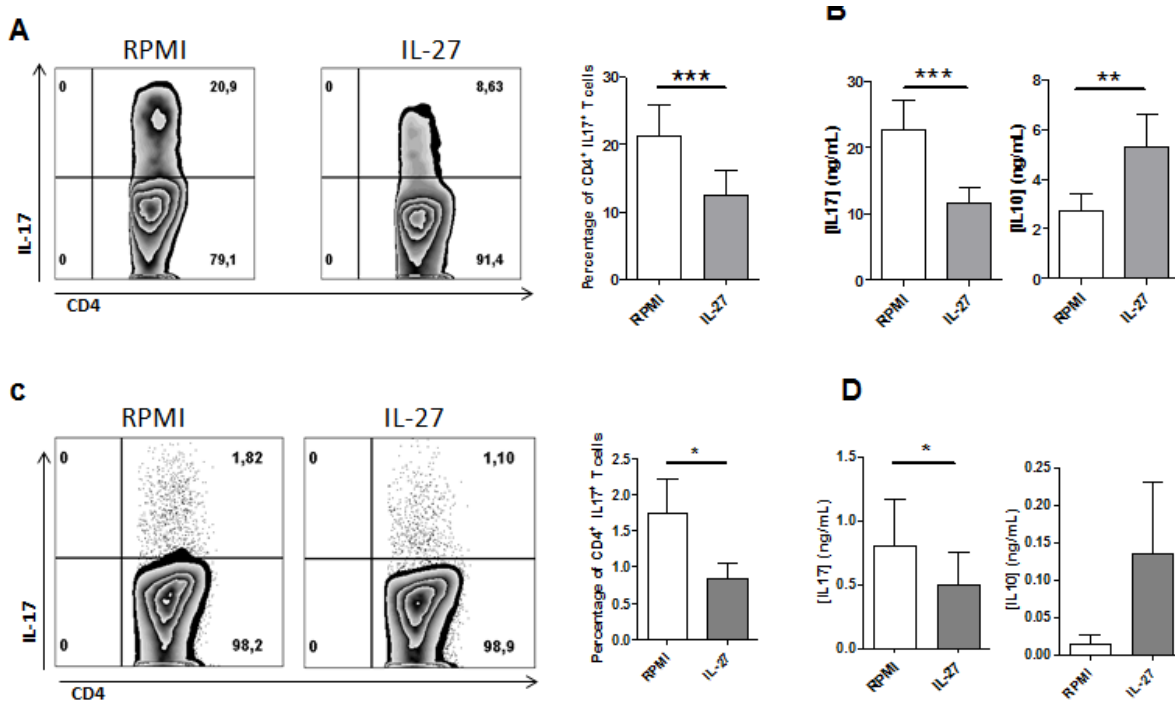 A
RPMI
IL-27
0
20,9
0
79,1
0
8,63
0
91,4
IL-17
CD4
Percentage of CD4+ IL17+ T cells
30
20
10
0
***
RPMI
IL-27
B
[IL17] (ng/mL)
30
20
10
0
***
RPMI
IL-27
[IL10] (ng/mL)
8
6
4
2
0
**
RPMI
IL-27
C
RPMI
IL-27
0
1,82
0
98,2
0
1,10
0
98,9
IL-17
CD4
Percentage of CD4+ IL17+ T cells
2.5
2.0
1.5
1.0
0.5
0.0
*
RPMI
IL-27
D
[IL17] (ng/mL)
1.5
1.0
0.5
0.0
*
RPMI
IL-27
[IL10] (ng/mL)
0.25
0.20
0.15
0.10
0.05
0.00
RPMI
IL-27